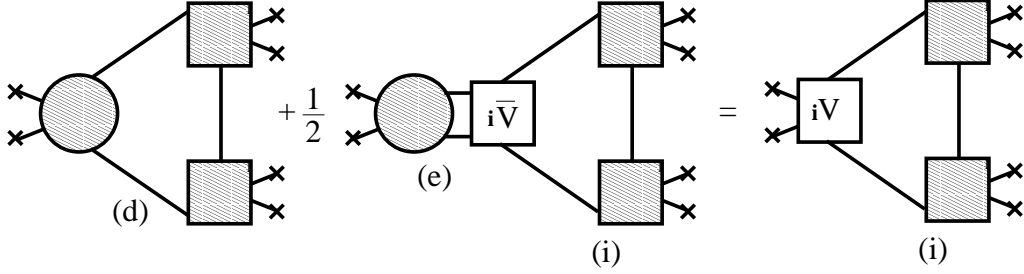 + 1/2 iV̅ = iV
(d) (e) (i) (i)